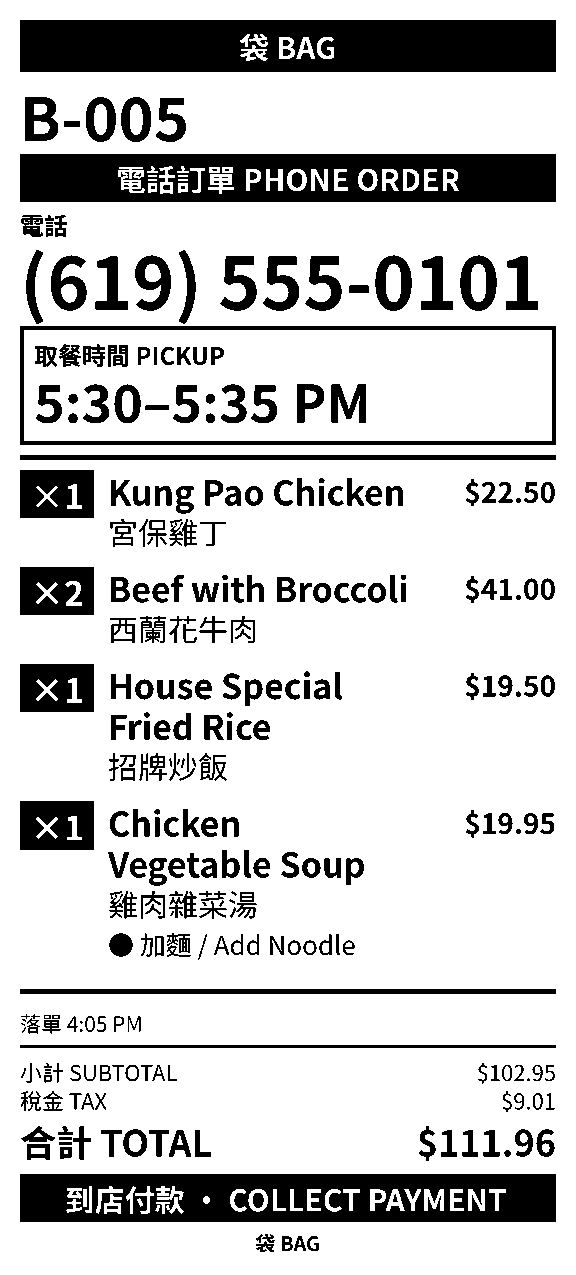 袋 BAG
B-005
電話訂單 PHONE ORDER
電話
(619) 555-0101
取餐時間 PICKUP
5:30–5:35 PM
×1 Kung Pao Chicken $22.50
宮保雞丁
×2 Beef with Broccoli $41.00
西蘭花牛肉
×1 House Special $19.50
Fried Rice
招牌炒飯
×1 Chicken $19.95
Vegetable Soup
雞肉雜菜湯
● 加麵 / Add Noodle
落單 4:05 PM
小計 SUBTOTAL $102.95
稅金 TAX $9.01
合計 TOTAL $111.96
到店付款 · COLLECT PAYMENT
袋 BAG